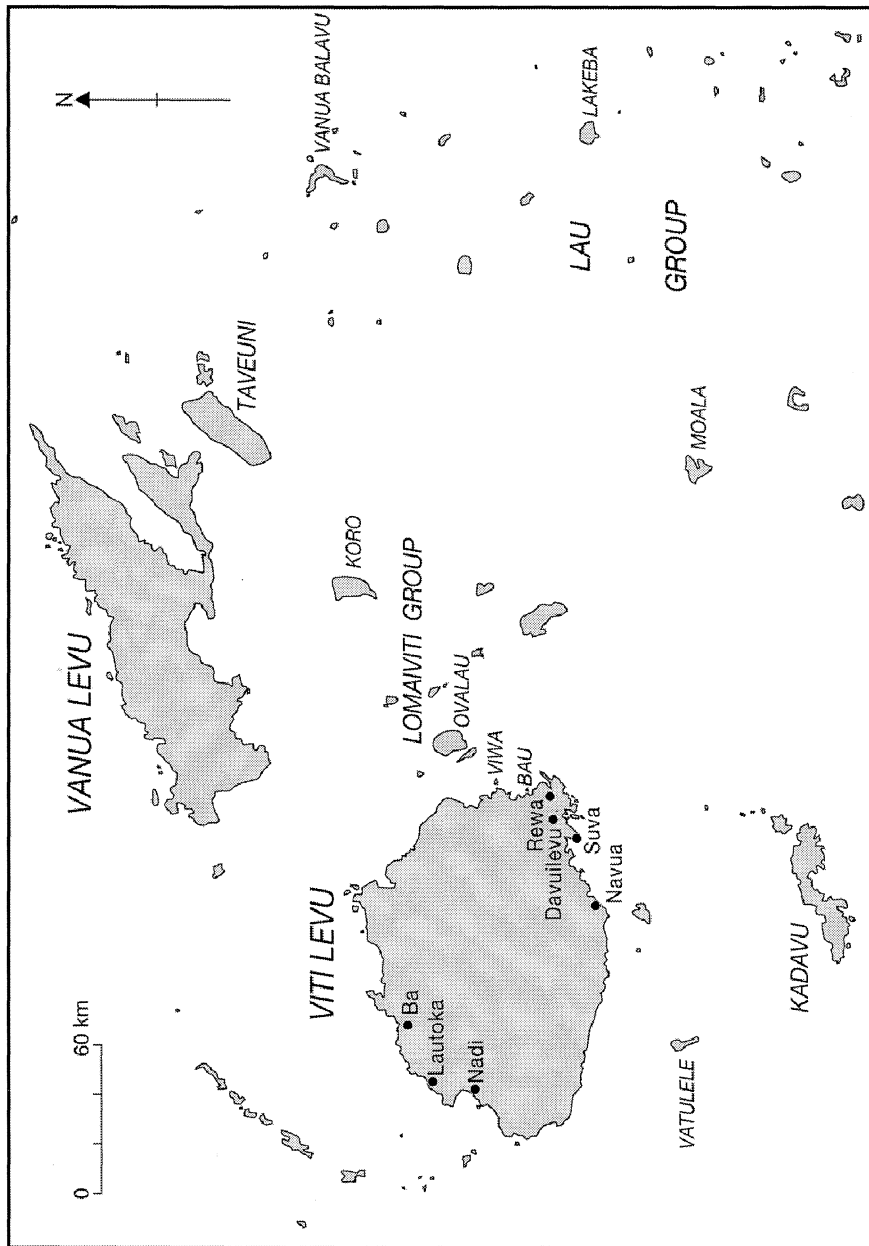 0 60 km
N
VANUA LEVU
TAVEUNI
VANUA BALAVU
VITI LEVU
KORO
LOMAIVITI GROUP
OVALAU
VIWA
BAU
Ba
Lautoka
Nadi
Rewa
Davuilevu
Suva
Navua
LAU
GROUP
LAKEBA
MOALA
VATULELE
KADAVU